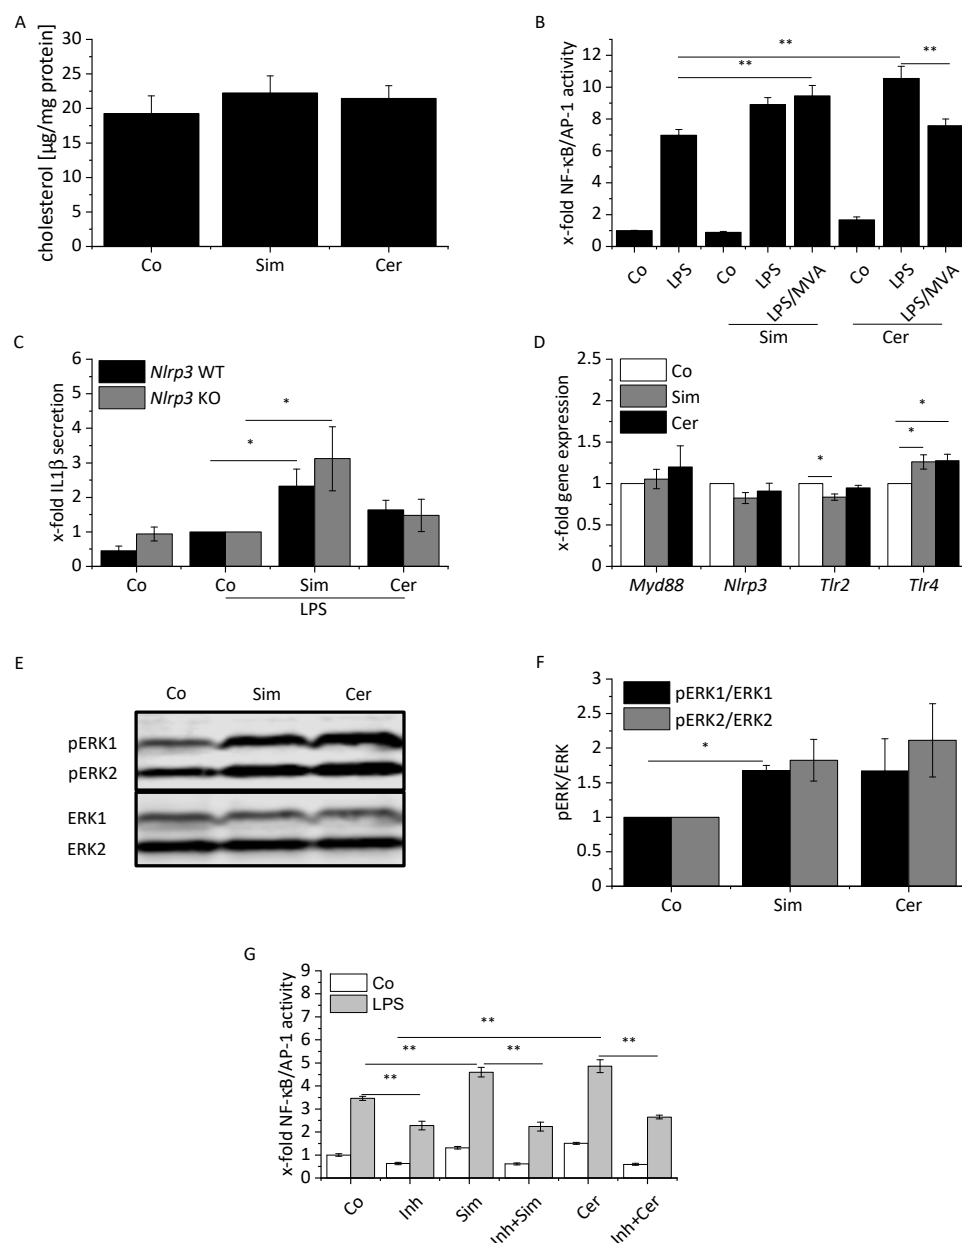 A
cholesterol [µg/mg protein]
30
25
20
15
10
5
0
Co Sim Cer
B
x-fold NF-κB/AP-1 activity
12
10
8
6
4
2
0
** ** **
Co LPS Co LPS LPS/MVA Co LPS LPS/MVA
Sim Cer
C
x-fold IL1β secretion
6
5
4
3
2
1
0
Nlrp3 WT
Nlrp3 KO
*
*
Co Co Sim Cer
LPS
D
x-fold gene expression
2.5
2
1.5
1
0.5
0
Co
Sim
Cer
* * *
Myd88 Nlrp3 Tlr2 Tlr4
E
Co Sim Cer
pERK1
pERK2
ERK1
ERK2
F
pERK/ERK
3
2.5
2
1.5
1
0.5
0
pERK1/ERK1
pERK2/ERK2
*
Co Sim Cer
G
x-fold NF-κB/AP-1 activity
9
8
7
6
5
4
3
2
1
0
Co
LPS
**
** ** **
**
Co Inh Sim Inh+Sim Cer Inh+Cer